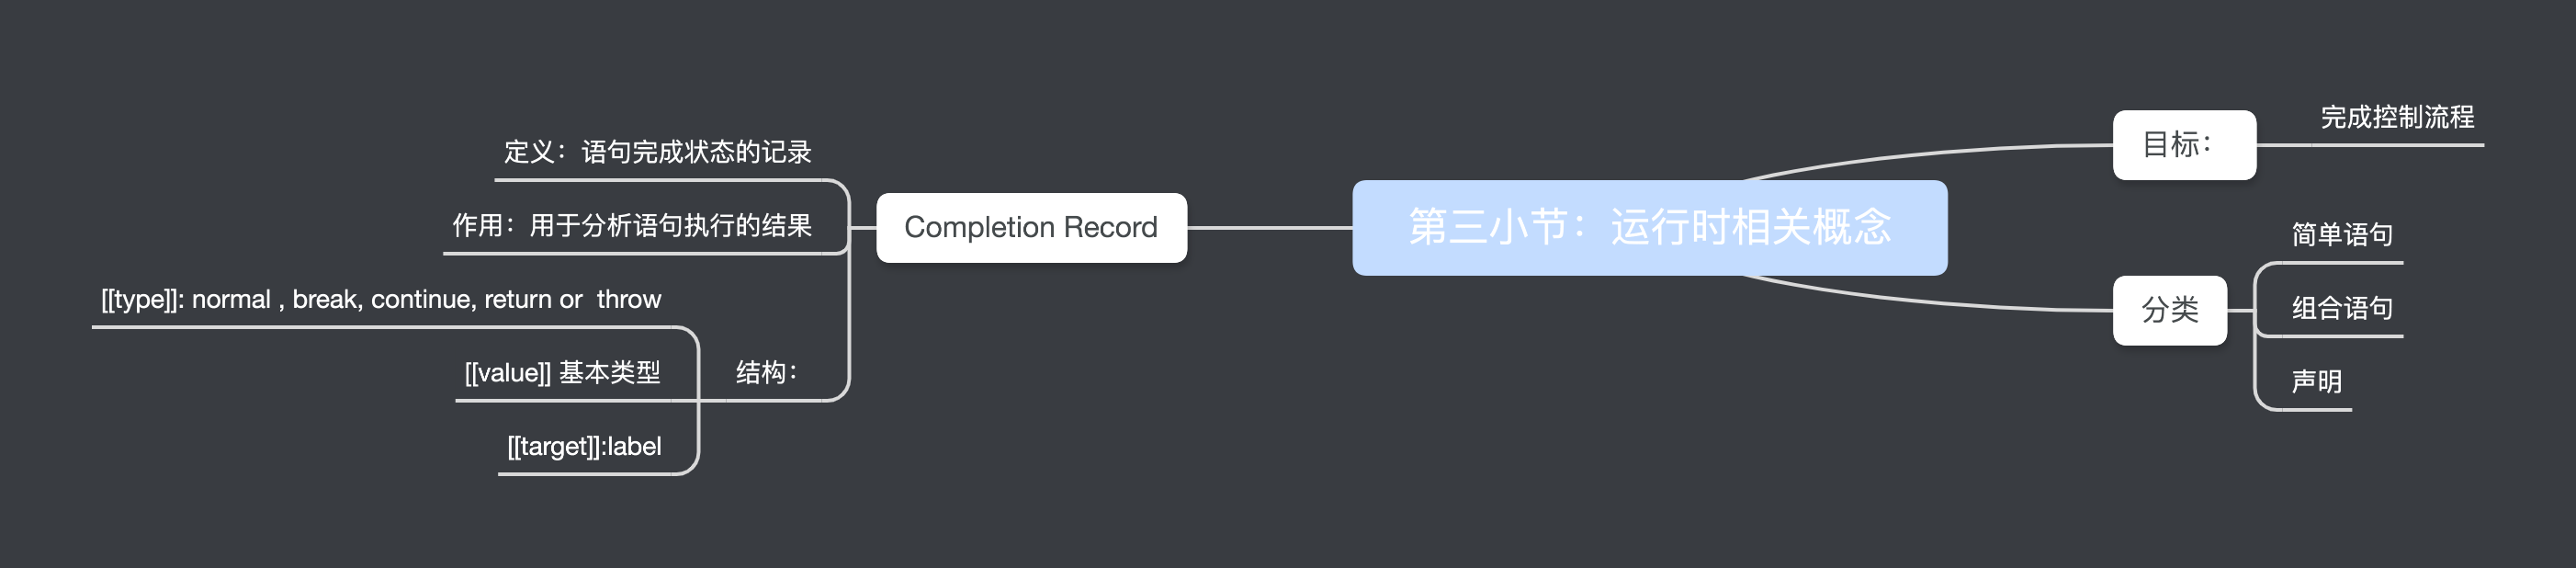 第三小节：运行时相关概念
目标：
完成控制流程
分类
简单语句
组合语句
声明
Completion Record
定义：语句完成状态的记录
作用：用于分析语句执行的结果
结构：
[[type]]: normal , break, continue, return or  throw
[[value]] 基本类型
[[target]]:label